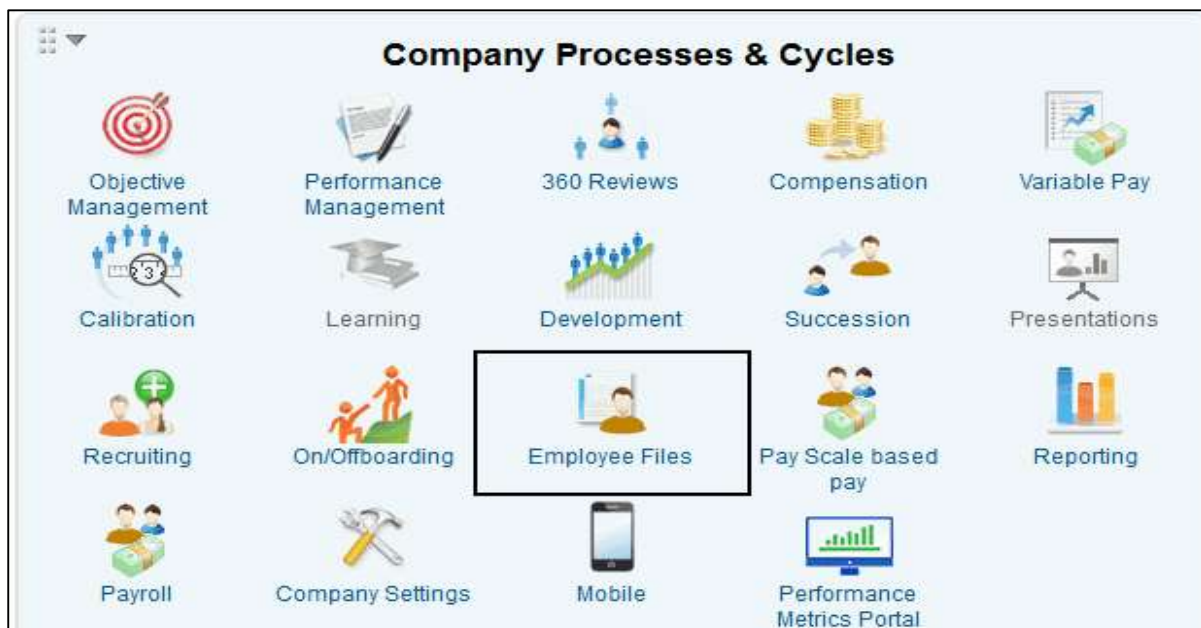 Company Processes & Cycles
Objective Management
Performance Management
360 Reviews
Compensation
Variable Pay
Calibration
Learning
Development
Succession
Presentations
Recruiting
On/Offboarding
Employee Files
Pay Scale based pay
Reporting
Payroll
Company Settings
Mobile
Performance Metrics Portal